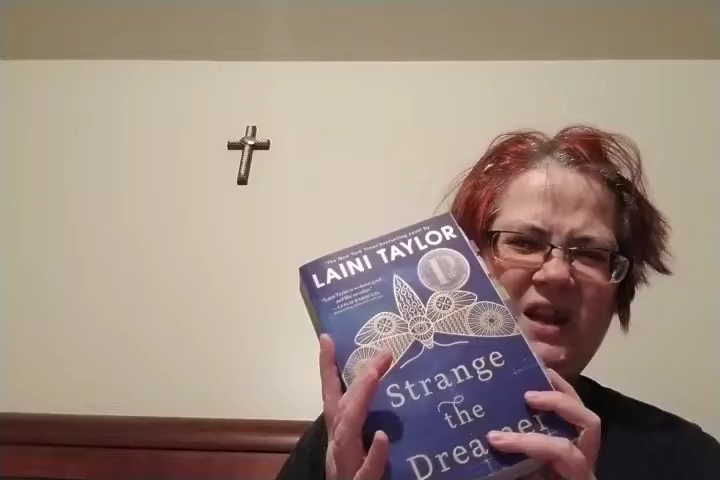 "The New York Times bestselling novel by
LAINI TAYLOR
P
Strange
the
Dreamer